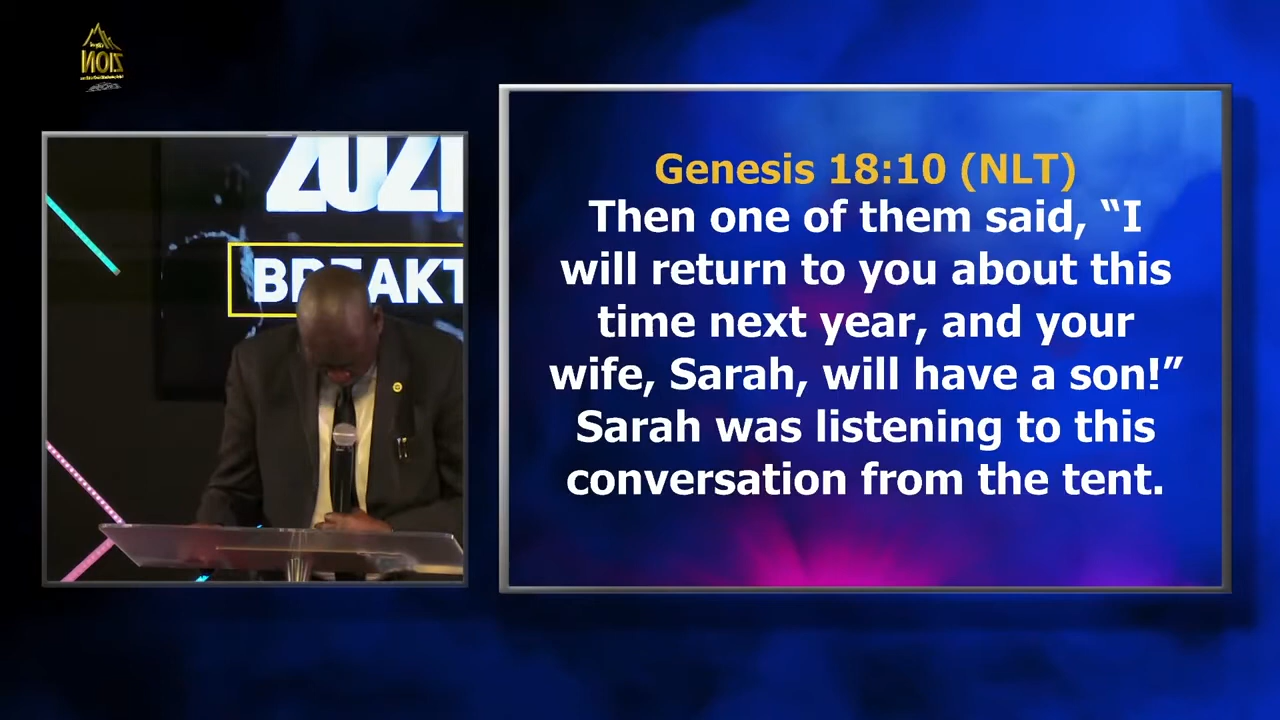 ZION
BREAKT
Genesis 18:10 (NLT)
Then one of them said, “I
will return to you about this
time next year, and your
wife, Sarah, will have a son!”
Sarah was listening to this
conversation from the tent.